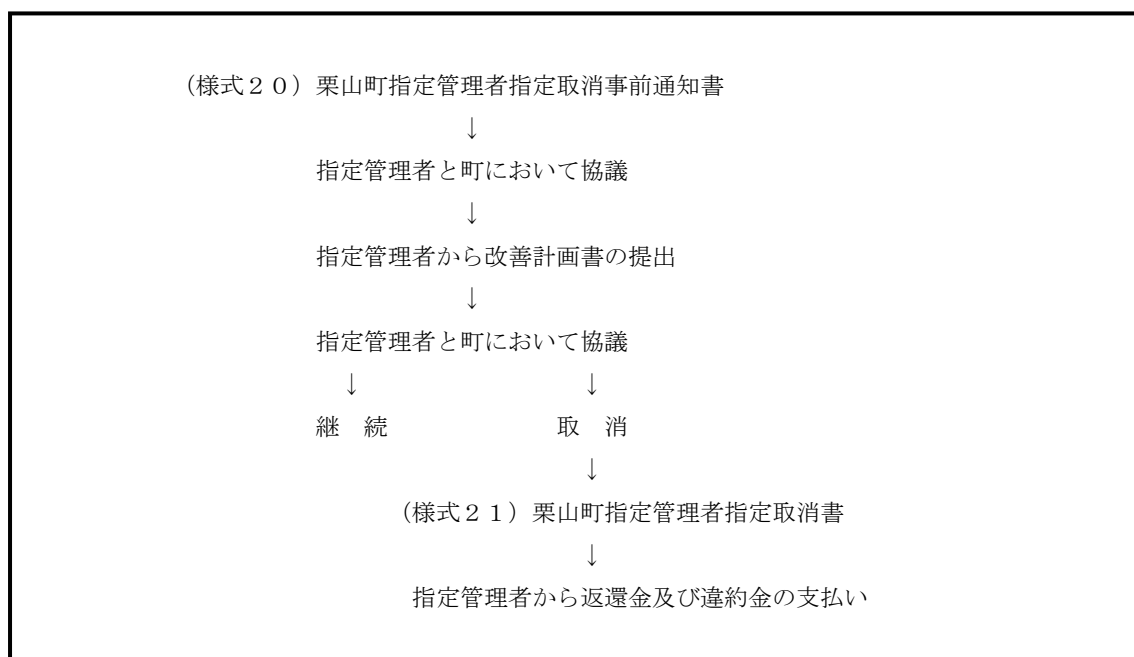 （様式２０）栗山町指定管理者指定取消事前通知書
↓
指定管理者と町において協議
↓
指定管理者から改善計画書の提出
↓
指定管理者と町において協議
↓　↓
継　続　取　消
↓
（様式２１）栗山町指定管理者指定取消書
↓
指定管理者から返還金及び違約金の支払い